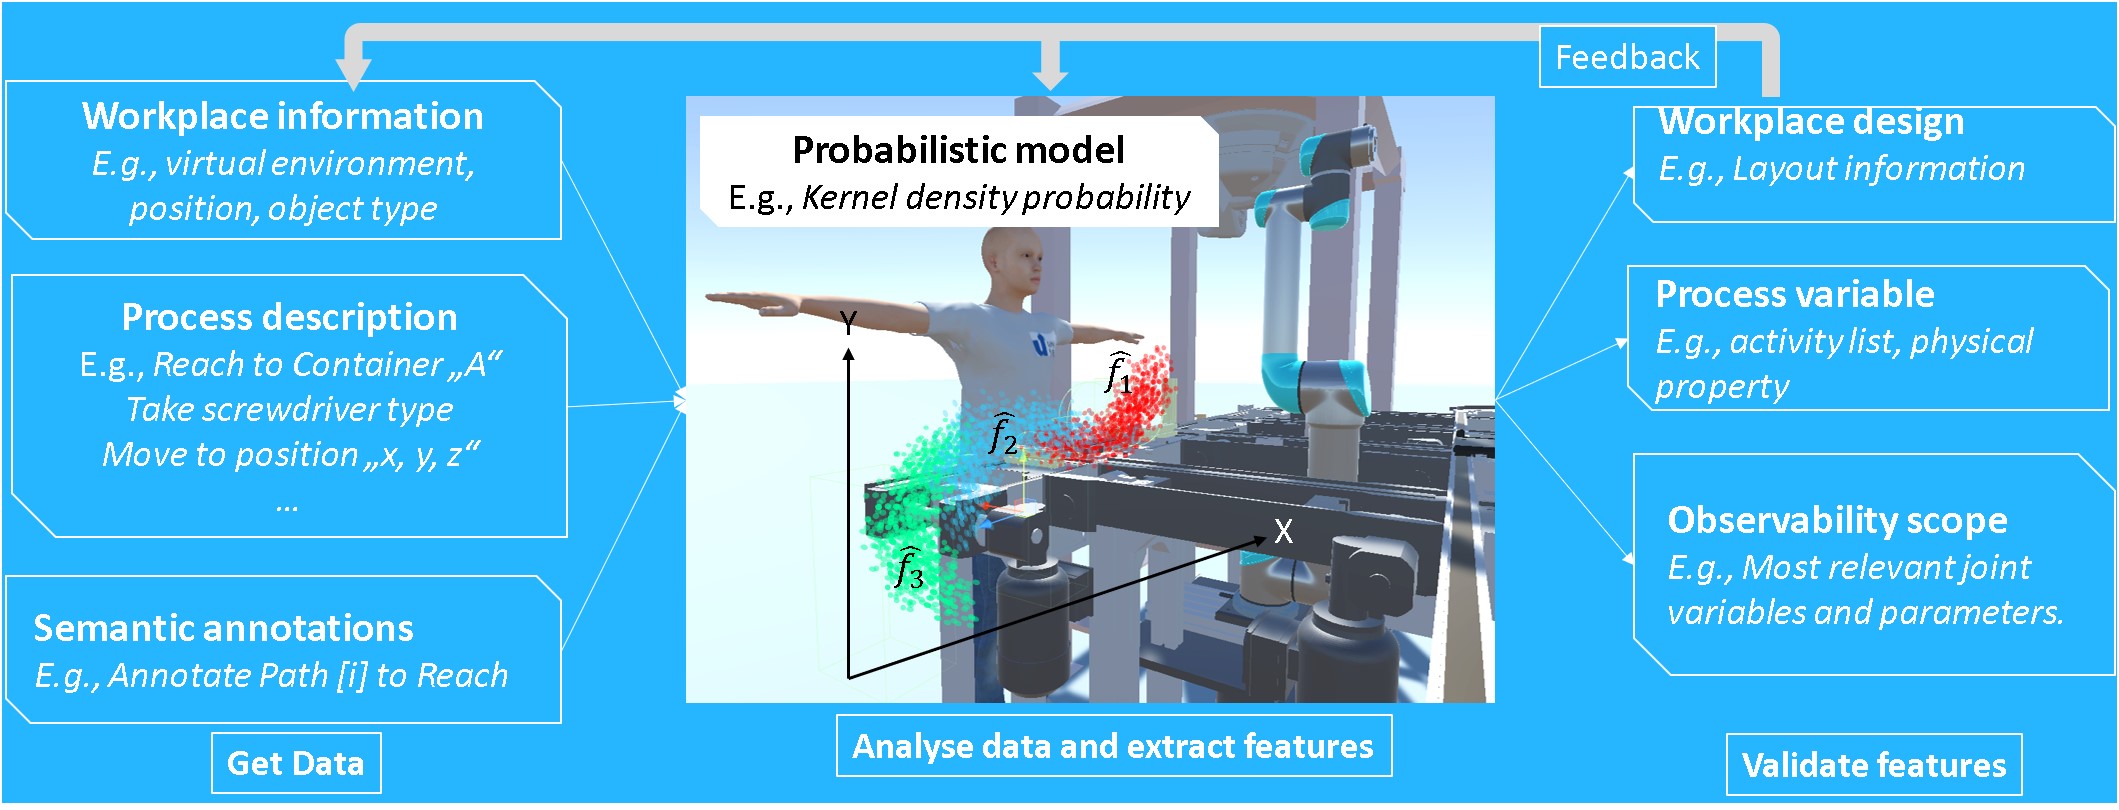 Feedback
Workplace information
E.g., virtual environment,
position, object type
Process description
E.g., Reach to Container „A“
Take screwdriver type
Move to position „x, y, z“
...
Semantic annotations
E.g., Annotate Path [i] to Reach
Get Data
Probabilistic model
E.g., Kernel density probability
Y
f̂₁
f̂₂
f̂₃
X
Analyse data and extract features
Workplace design
E.g., Layout information
Process variable
E.g., activity list, physical
property
Observability scope
E.g., Most relevant joint
variables and parameters.
Validate features